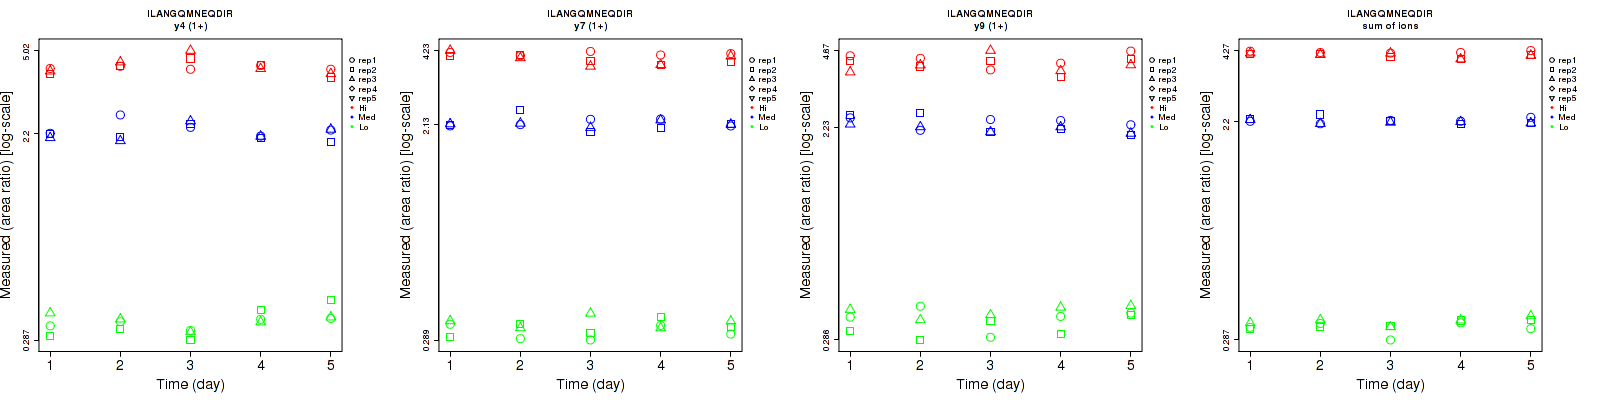 ILANGQMNEQDIR
y4 (1+)
Measured (area ratio) [log-scale]
5.02
2.2
0.287
1 2 3 4 5
Time (day)
rep1
rep2
rep3
rep4
rep5
Hi
Med
Lo
ILANGQMNEQDIR
y7 (1+)
Measured (area ratio) [log-scale]
4.23
2.13
0.289
1 2 3 4 5
Time (day)
rep1
rep2
rep3
rep4
rep5
Hi
Med
Lo
ILANGQMNEQDIR
y9 (1+)
Measured (area ratio) [log-scale]
4.67
2.23
0.286
1 2 3 4 5
Time (day)
rep1
rep2
rep3
rep4
rep5
Hi
Med
Lo
ILANGQMNEQDIR
sum of ions
Measured (area ratio) [log-scale]
4.27
2.2
0.287
1 2 3 4 5
Time (day)
rep1
rep2
rep3
rep4
rep5
Hi
Med
Lo